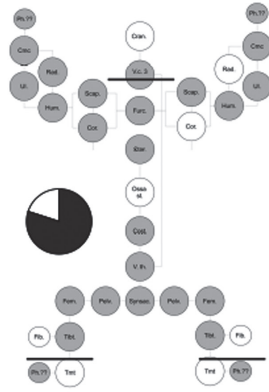 Ph.??
Ph.??
Cran.
Cmc
Cmc
Rad.
Rad.
V.c. 3
Ul.
Ul.
Scap.
Scap.
Hum.
Hum.
Furc.
Cor.
Cor.
Ster.
Ossa
st.
Cost.
V. th.
Fem.
Pelv.
Synsac.
Pelv.
Fem.
Fib.
Tibt.
Tibt.
Fib.
Ph.??
Tmt
Tmt
Ph.??